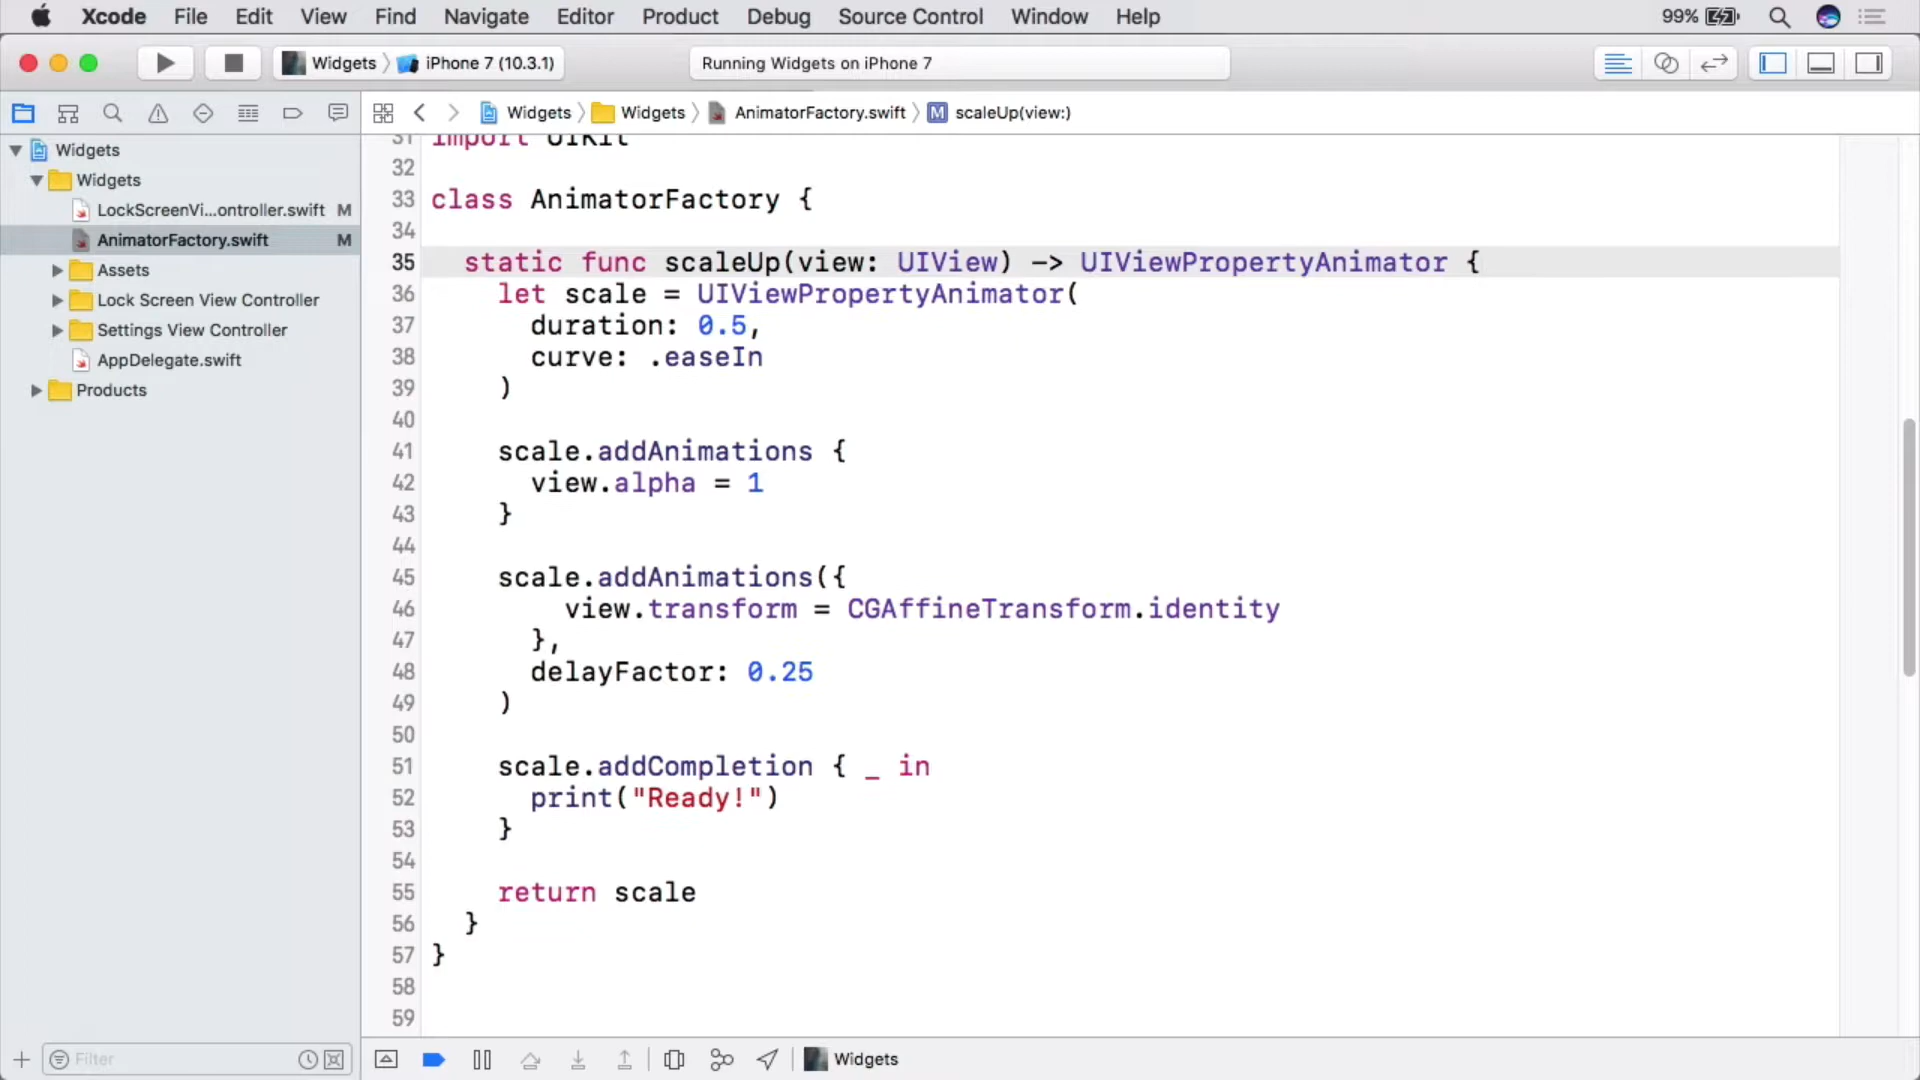 Xcode File Edit View Find Navigate Editor Product Debug Source Control Window Help 99%
Widgets iPhone 7 (10.3.1) Running Widgets on iPhone 7
Widgets Widgets AnimatorFactory.swift M scaleUp(view:)
Widgets
Widgets
LockScreenVi...ontroller.swift M
AnimatorFactory.swift M
Assets
Lock Screen View Controller
Settings View Controller
AppDelegate.swift
Products
31 import UIKit
32
33 class AnimatorFactory {
34
35 static func scaleUp(view: UIView) -> UIViewPropertyAnimator {
36 let scale = UIViewPropertyAnimator(
37 duration: 0.5,
38 curve: .easeIn
39 )
40
41 scale.addAnimations {
42 view.alpha = 1
43 }
44
45 scale.addAnimations({
46 view.transform = CGAffineTransform.identity
47 },
48 delayFactor: 0.25
49 )
50
51 scale.addCompletion { _ in
52 print("Ready!")
53 }
54
55 return scale
56 }
57 }
58
59
Filter
Widgets